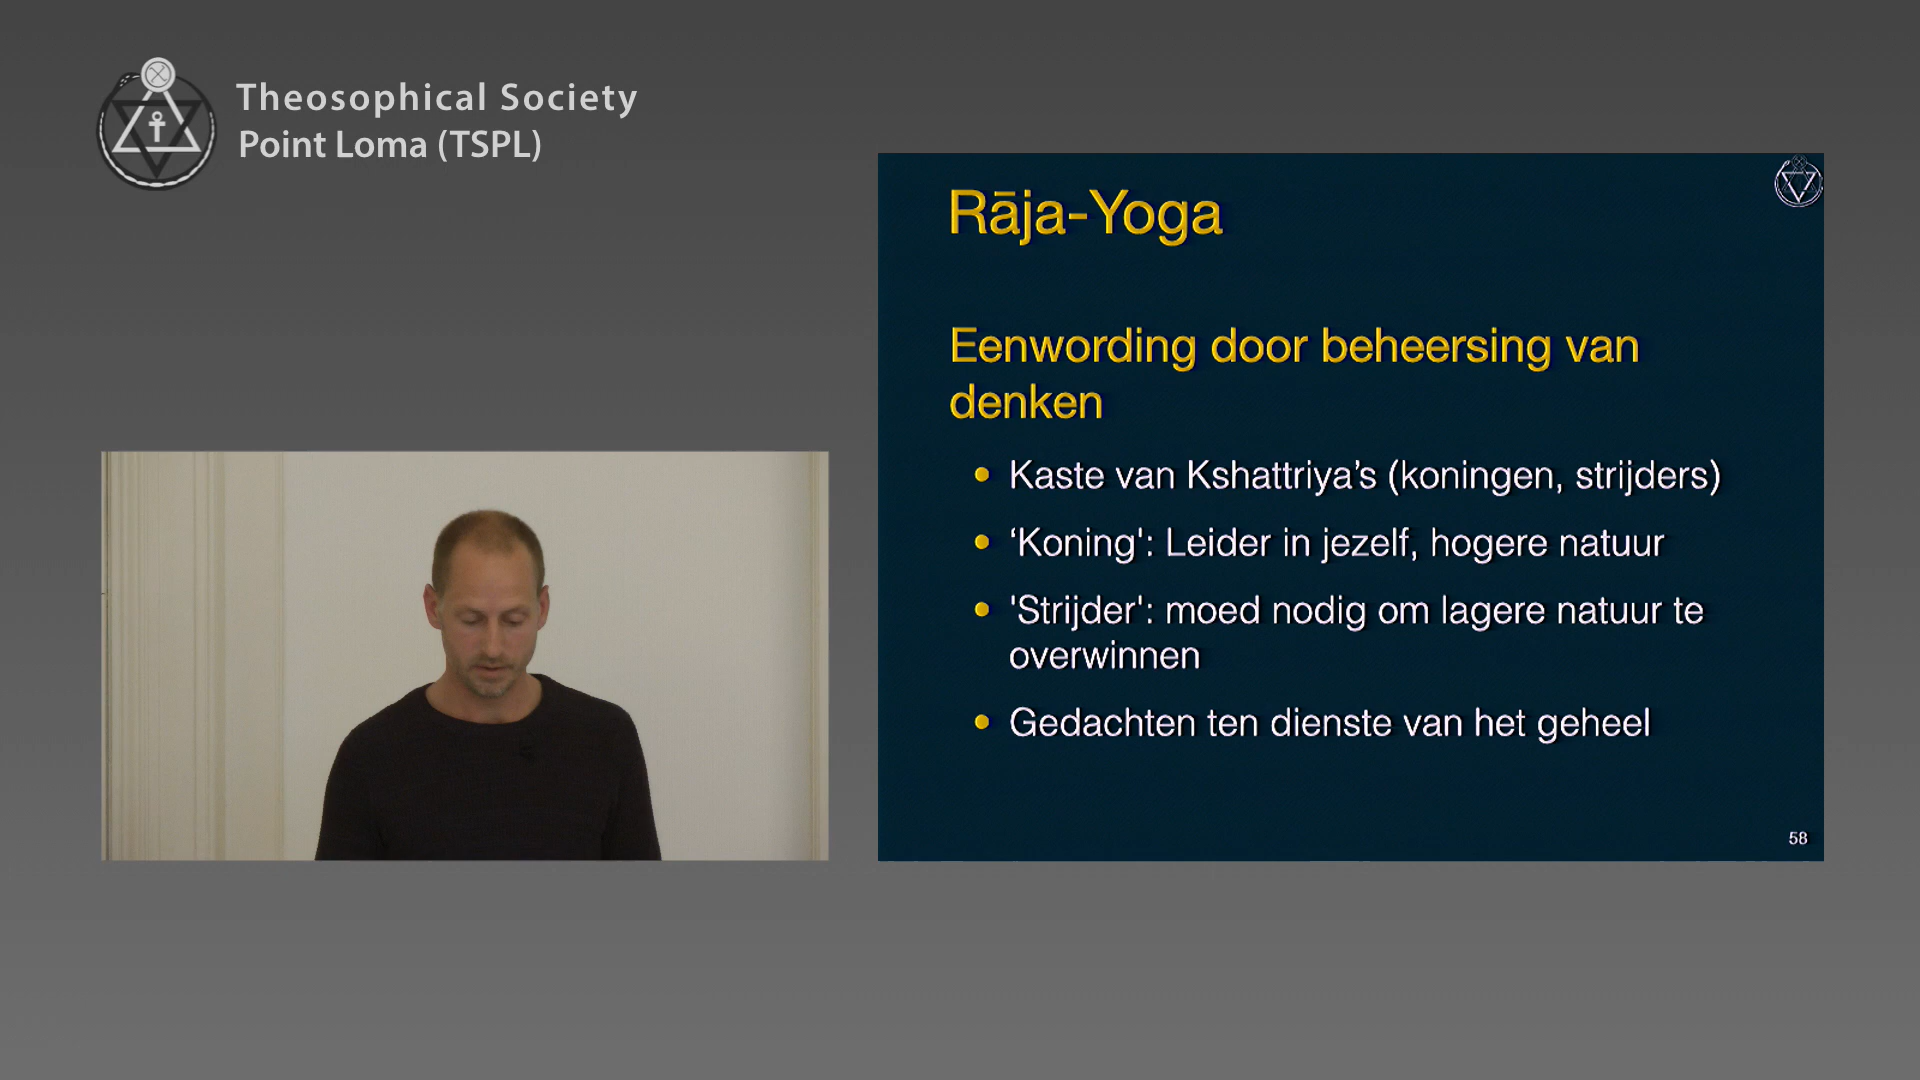 Theosophical Society
Point Loma (TSPL)
Rāja-Yoga
Eenwording door beheersing van
denken
Kaste van Kshattriya’s (koningen, strijders)
‘Koning': Leider in jezelf, hogere natuur
'Strijder': moed nodig om lagere natuur te
overwinnen
Gedachten ten dienste van het geheel
58